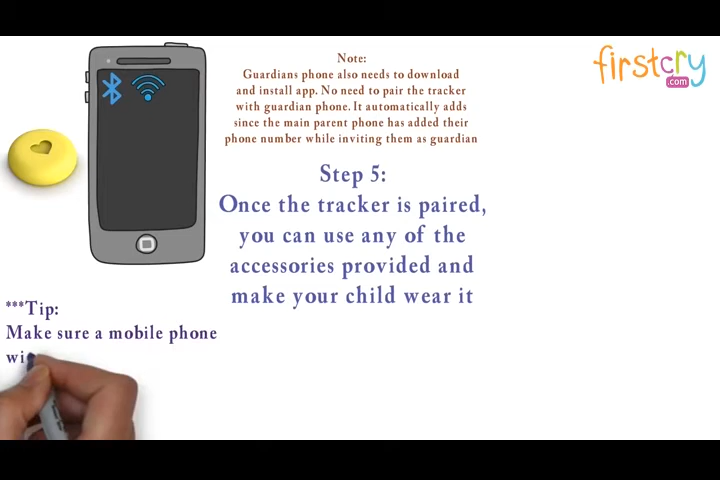 Note:
Guardians phone also needs to download
and install app. No need to pair the tracker
with guardian phone. It automatically adds
since the main parent phone has added their
phone number while inviting them as guardian
firstcry
.com
Step 5:
Once the tracker is paired,
you can use any of the
accessories provided and
make your child wear it
***Tip:
Make sure a mobile phone
wi